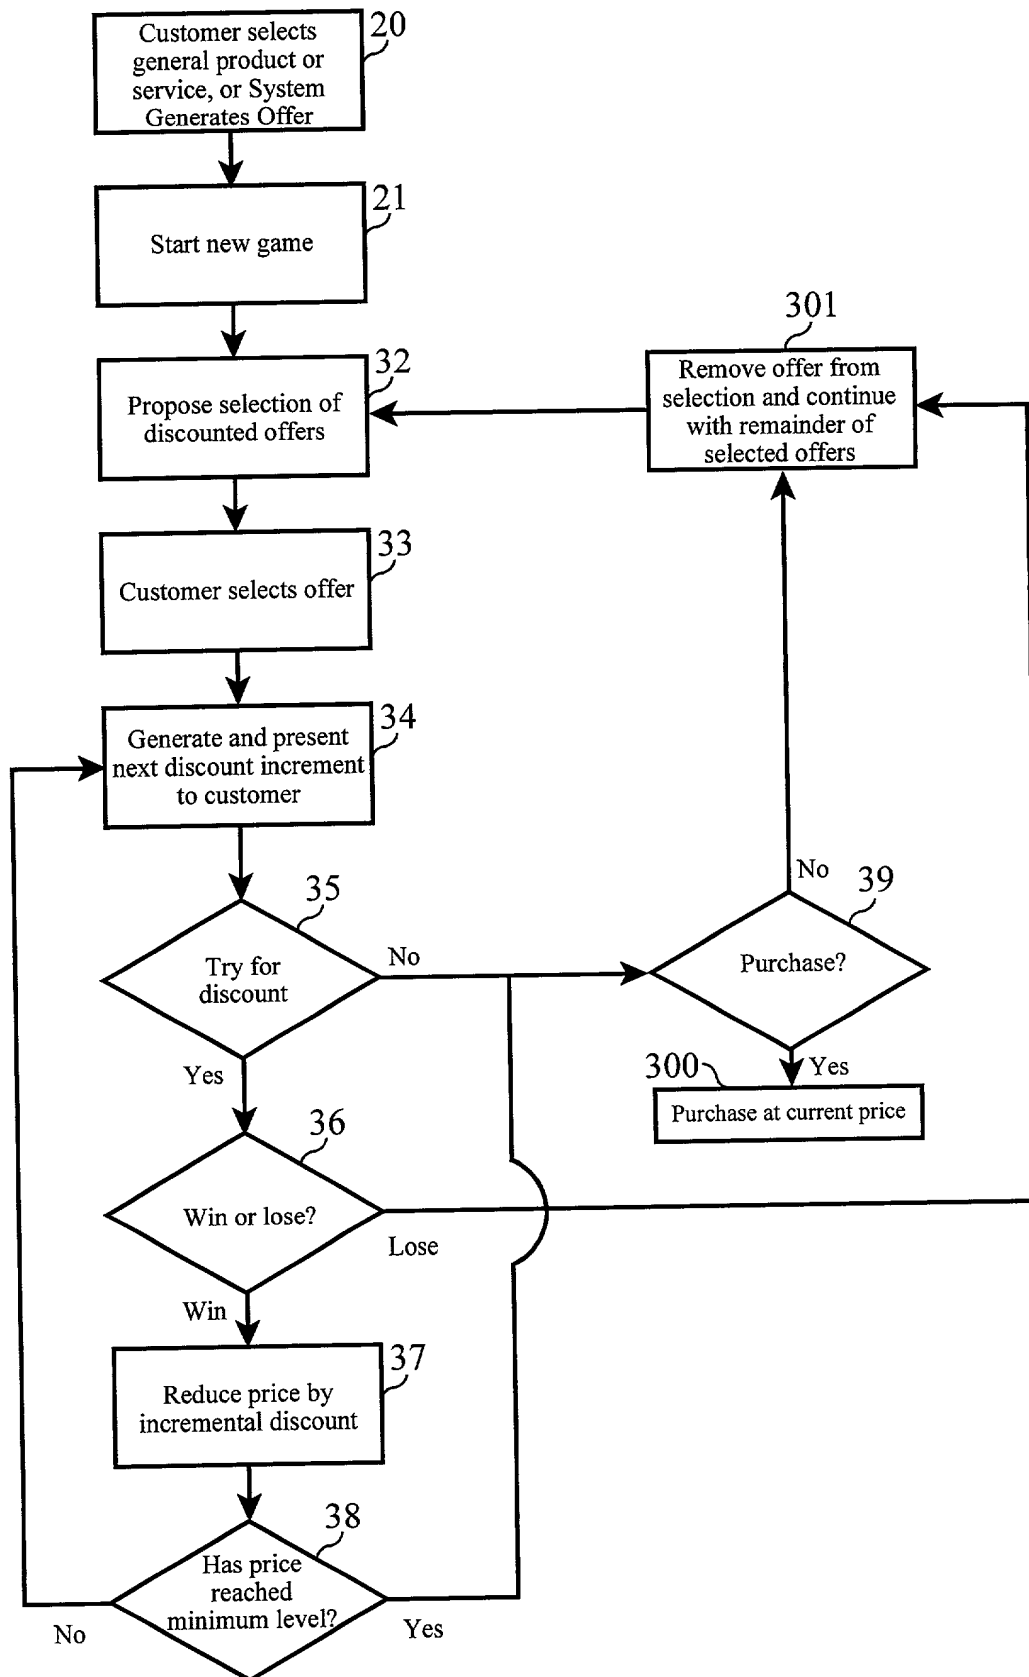 Customer selects
general product or
service, or System
Generates Offer
20
Start new game
21
301
Remove offer from
selection and continue
with remainder of
selected offers
Propose selection of
discounted offers
32
Customer selects offer
33
Generate and present
next discount increment
to customer
34
Try for
discount
35
No
Yes
No
39
Purchase?
Yes
300
Purchase at current price
36
Win or lose?
Lose
Win
Reduce price by
incremental discount
37
38
Has price
reached
minimum level?
No
Yes